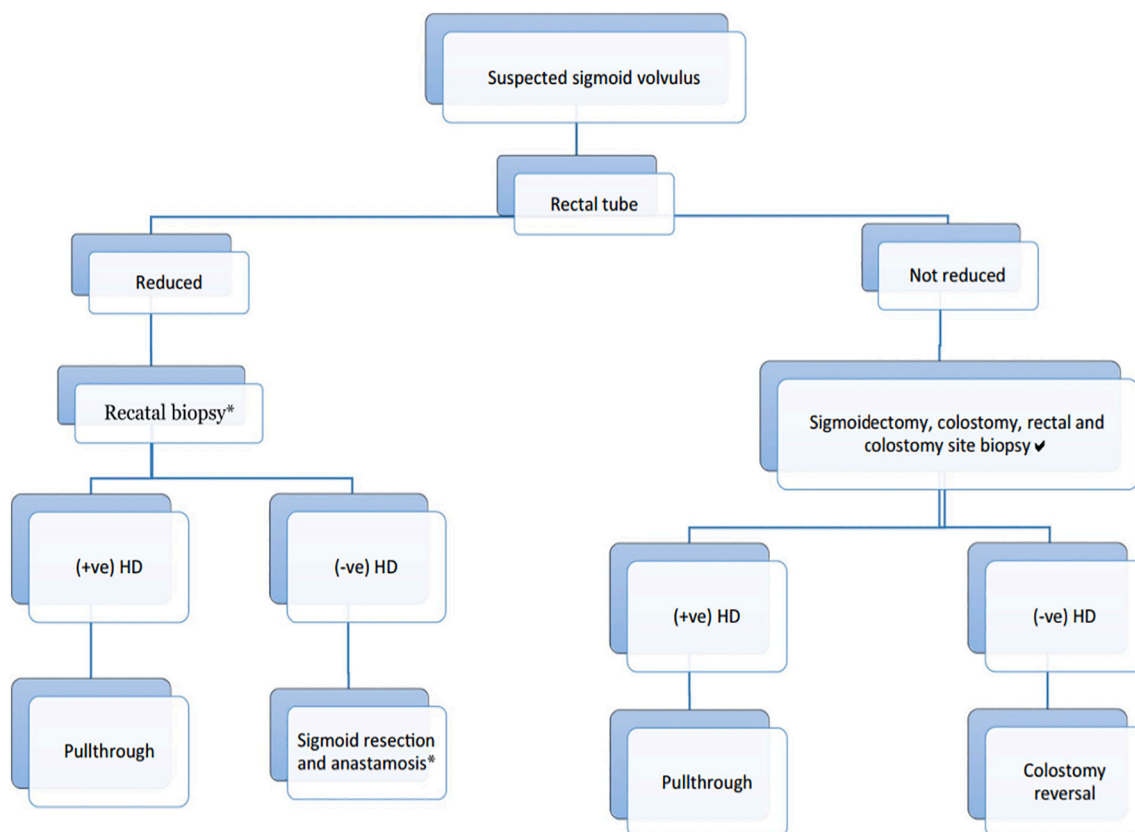 Suspected sigmoid volvulus
Rectal tube
Reduced
Not reduced
Recatal biopsy*
Sigmoidectomy, colostomy, rectal and
colostomy site biopsy ✔
(+ve) HD
(-ve) HD
(+ve) HD
(-ve) HD
Pullthrough
Sigmoid resection
and anastamosis*
Pullthrough
Colostomy
reversal